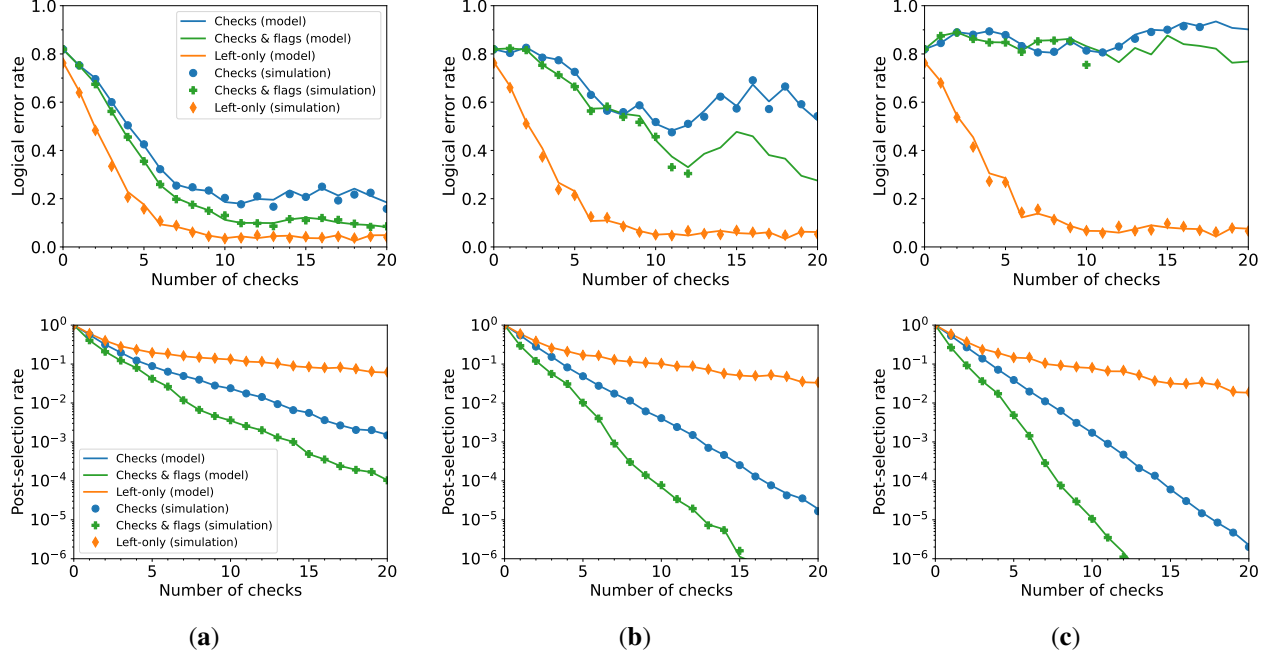 1.0
0.8
0.6
0.4
0.2
0.0
Logical error rate
0 5 10 15 20
Number of checks
Checks (model)
Checks & flags (model)
Left-only (model)
Checks (simulation)
Checks & flags (simulation)
Left-only (simulation)
1.0
0.8
0.6
0.4
0.2
0.0
Logical error rate
0 5 10 15 20
Number of checks
1.0
0.8
0.6
0.4
0.2
0.0
Logical error rate
0 5 10 15 20
Number of checks
10⁰
10⁻¹
10⁻²
10⁻³
10⁻⁴
10⁻⁵
10⁻⁶
Post-selection rate
Checks (model)
Checks & flags (model)
Left-only (model)
Checks (simulation)
Checks & flags (simulation)
Left-only (simulation)
0 5 10 15 20
Number of checks
10⁰
10⁻¹
10⁻²
10⁻³
10⁻⁴
10⁻⁵
10⁻⁶
Post-selection rate
0 5 10 15 20
Number of checks
10⁰
10⁻¹
10⁻²
10⁻³
10⁻⁴
10⁻⁵
10⁻⁶
Post-selection rate
0 5 10 15 20
Number of checks
(a)
(b)
(c)